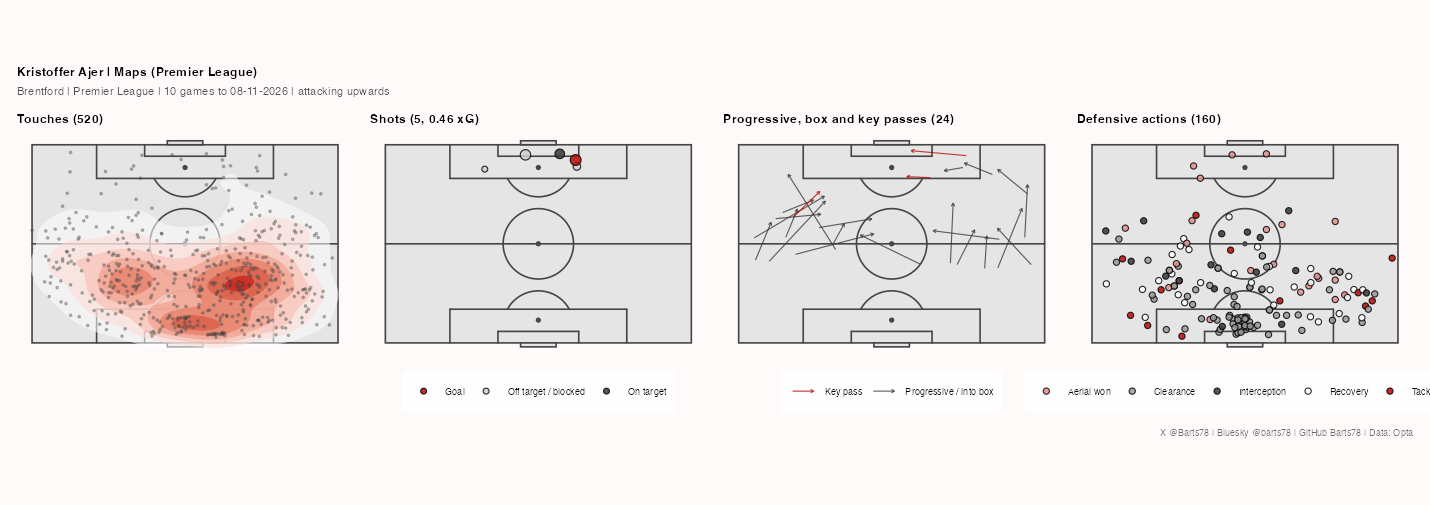 Kristoffer Ajer | Maps (Premier League)
Brentford | Premier League | 10 games to 08-11-2026 | attacking upwards
Touches (520)
Shots (5, 0.46 xG)
Progressive, box and key passes (24)
Defensive actions (160)
Goal
Off target / blocked
On target
Key pass
Progressive / into box
Aerial won
Clearance
Interception
Recovery
Tack
X @Barts78 | Bluesky @barts78 | GitHub Barts78 | Data: Opta